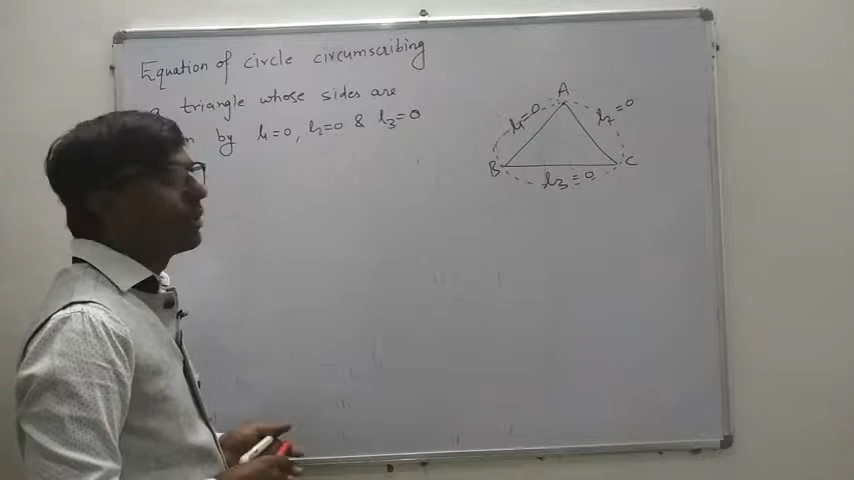 Equation of circle circumscribing
a triangle whose sides are
by l1=0, l2=0 & l3=0
A
l1=0
l2=0
B
C
l3=0